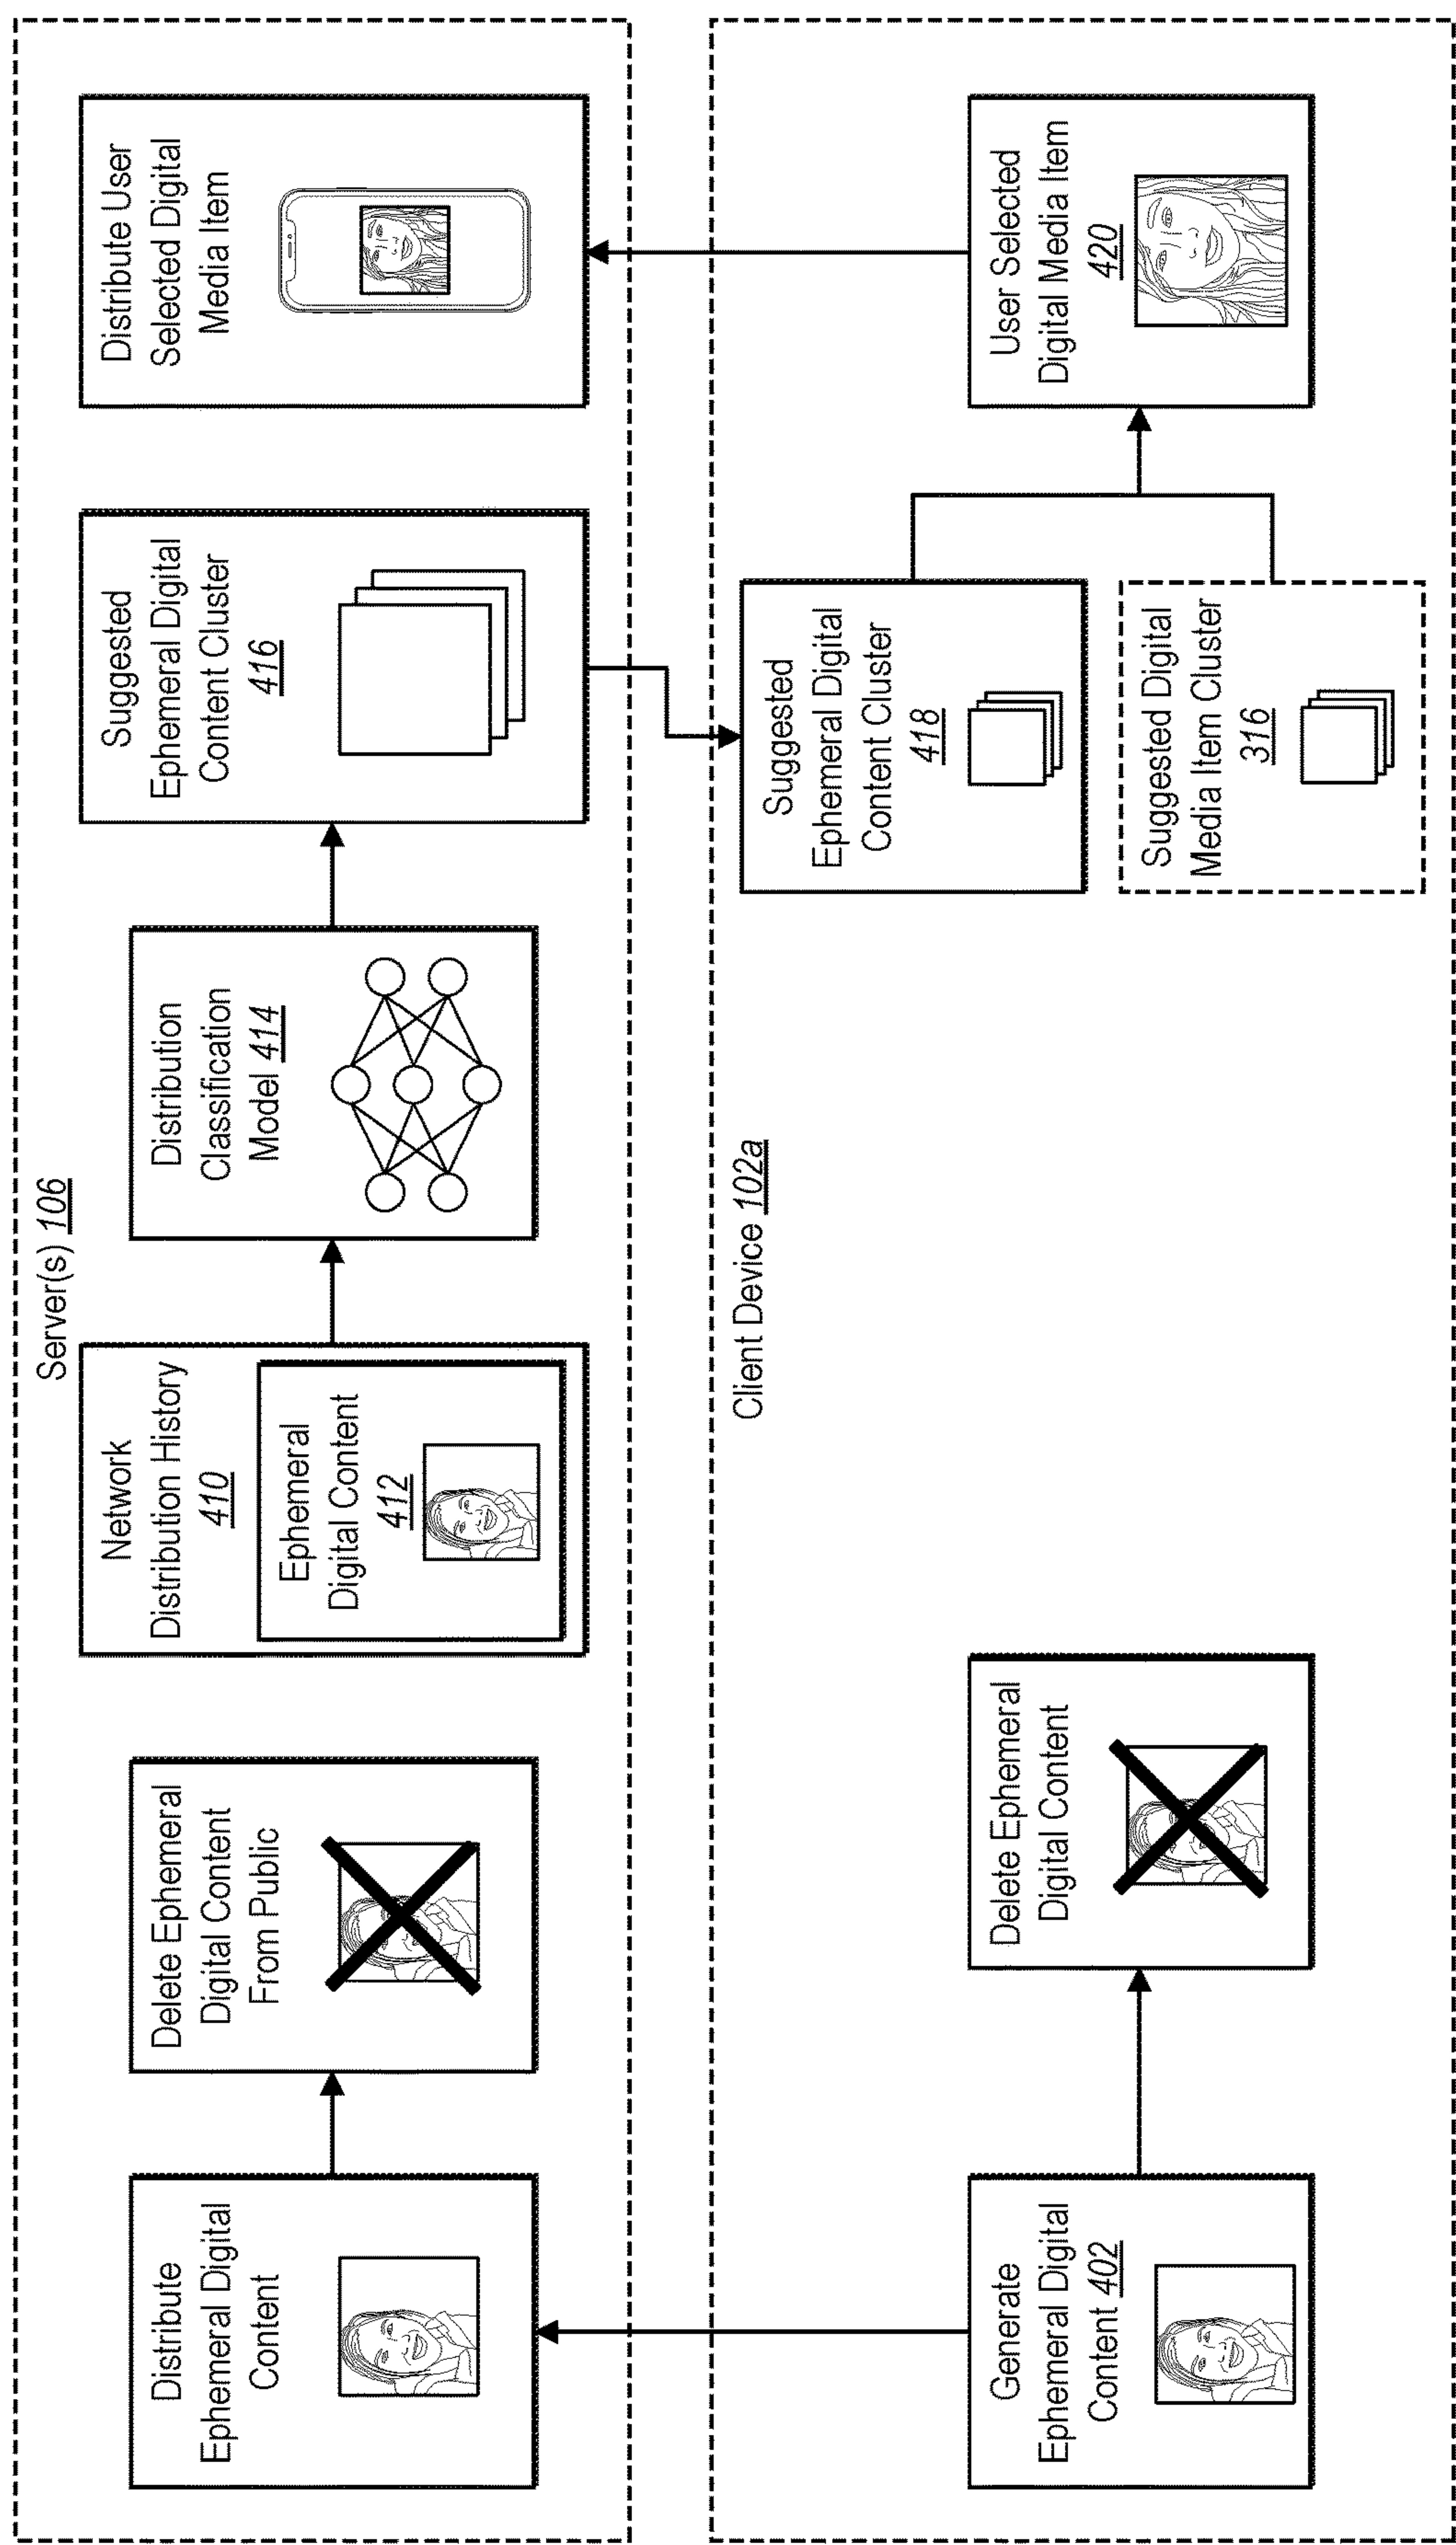 Server(s) 106
Distribute
Ephemeral Digital
Content
Delete Ephemeral
Digital Content
From Public
Network
Distribution History
410
Ephemeral
Digital Content
412
Distribution
Classification
Model 414
Suggested
Ephemeral Digital
Content Cluster
416
Distribute User
Selected Digital
Media Item
Client Device 102a
Generate
Ephemeral Digital
Content 402
Delete Ephemeral
Digital Content
Suggested
Ephemeral Digital
Content Cluster
418
Suggested Digital
Media Item Cluster
316
User Selected
Digital Media Item
420